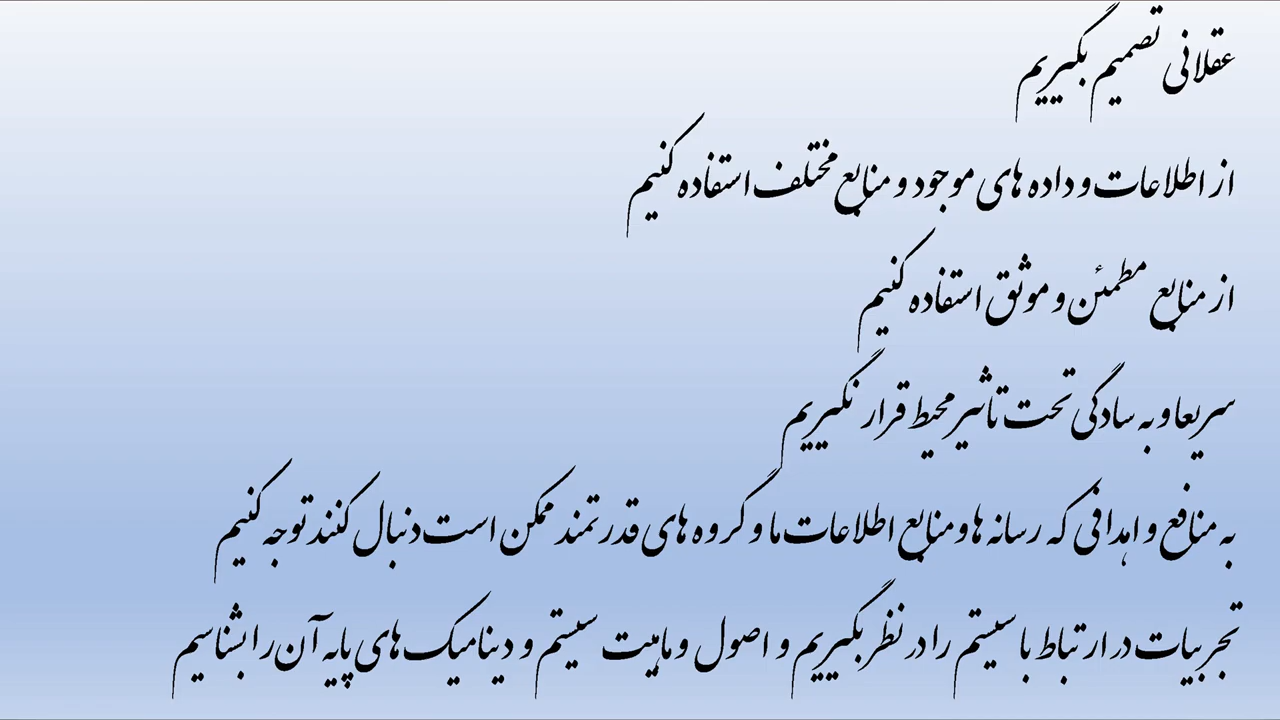 عقلانی تصمیم بگیریم
از اطلاعات و داده های موجود و منابع مختلف استفاده کنیم
از منابع مطمئن و موثق استفاده کنیم
سریعا و به سادگی تحت تاثیر محیط قرار نگیریم
به منافع و اهدافی که رسانه ها و منابع اطلاعات ما و گروه های قدرتمند ممکن است دنبال کنند توجه کنیم
تجربیات در ارتباط با سیستم را در نظر بگیریم و اصول و ماهیت سیستم و دینامیک های پایه آن را بشناسیم